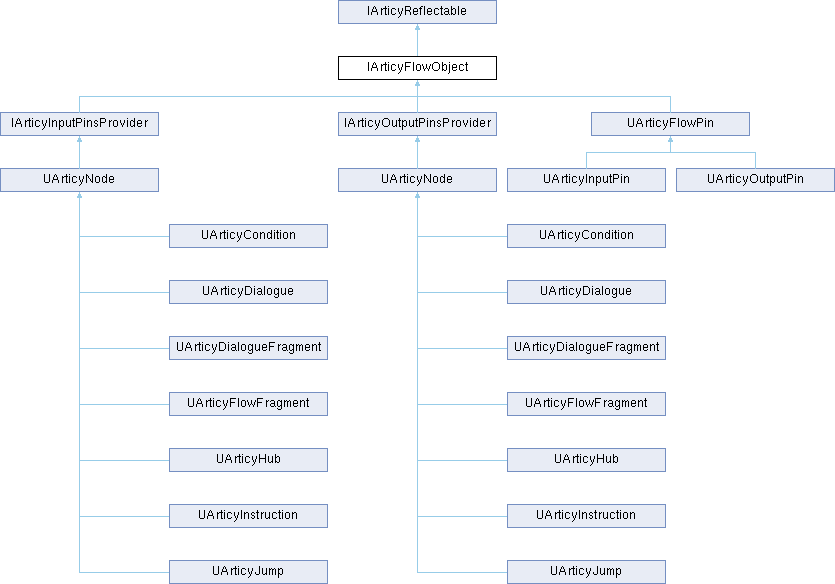 IArticyReflectable
IArticyFlowObject
IArticyInputPinsProvider
IArticyOutputPinsProvider
UArticyFlowPin
UArticyNode
UArticyNode
UArticyInputPin
UArticyOutputPin
UArticyCondition
UArticyCondition
UArticyDialogue
UArticyDialogue
UArticyDialogueFragment
UArticyDialogueFragment
UArticyFlowFragment
UArticyFlowFragment
UArticyHub
UArticyHub
UArticyInstruction
UArticyInstruction
UArticyJump
UArticyJump